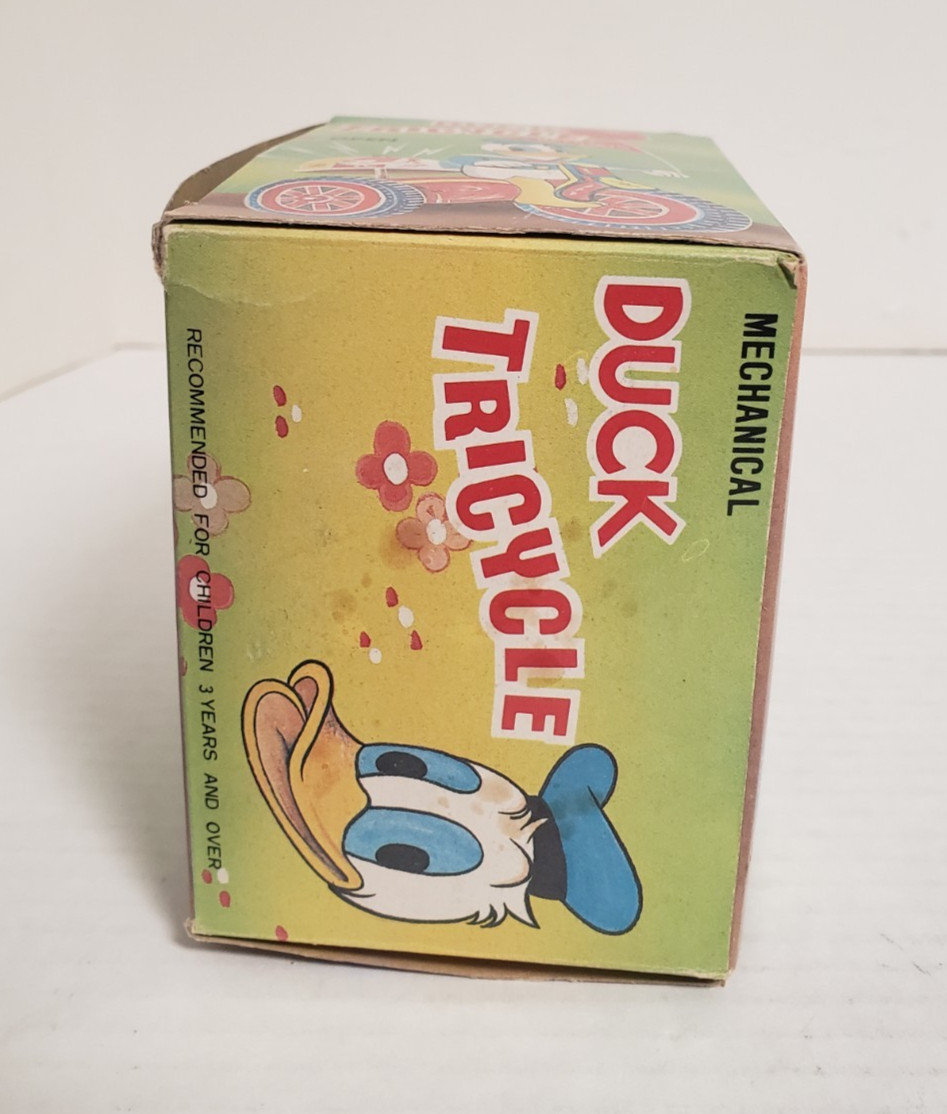 MECHANICAL
DUCK
TRICYCLE
RECOMMENDED FOR CHILDREN 3 YEARS AND OVER